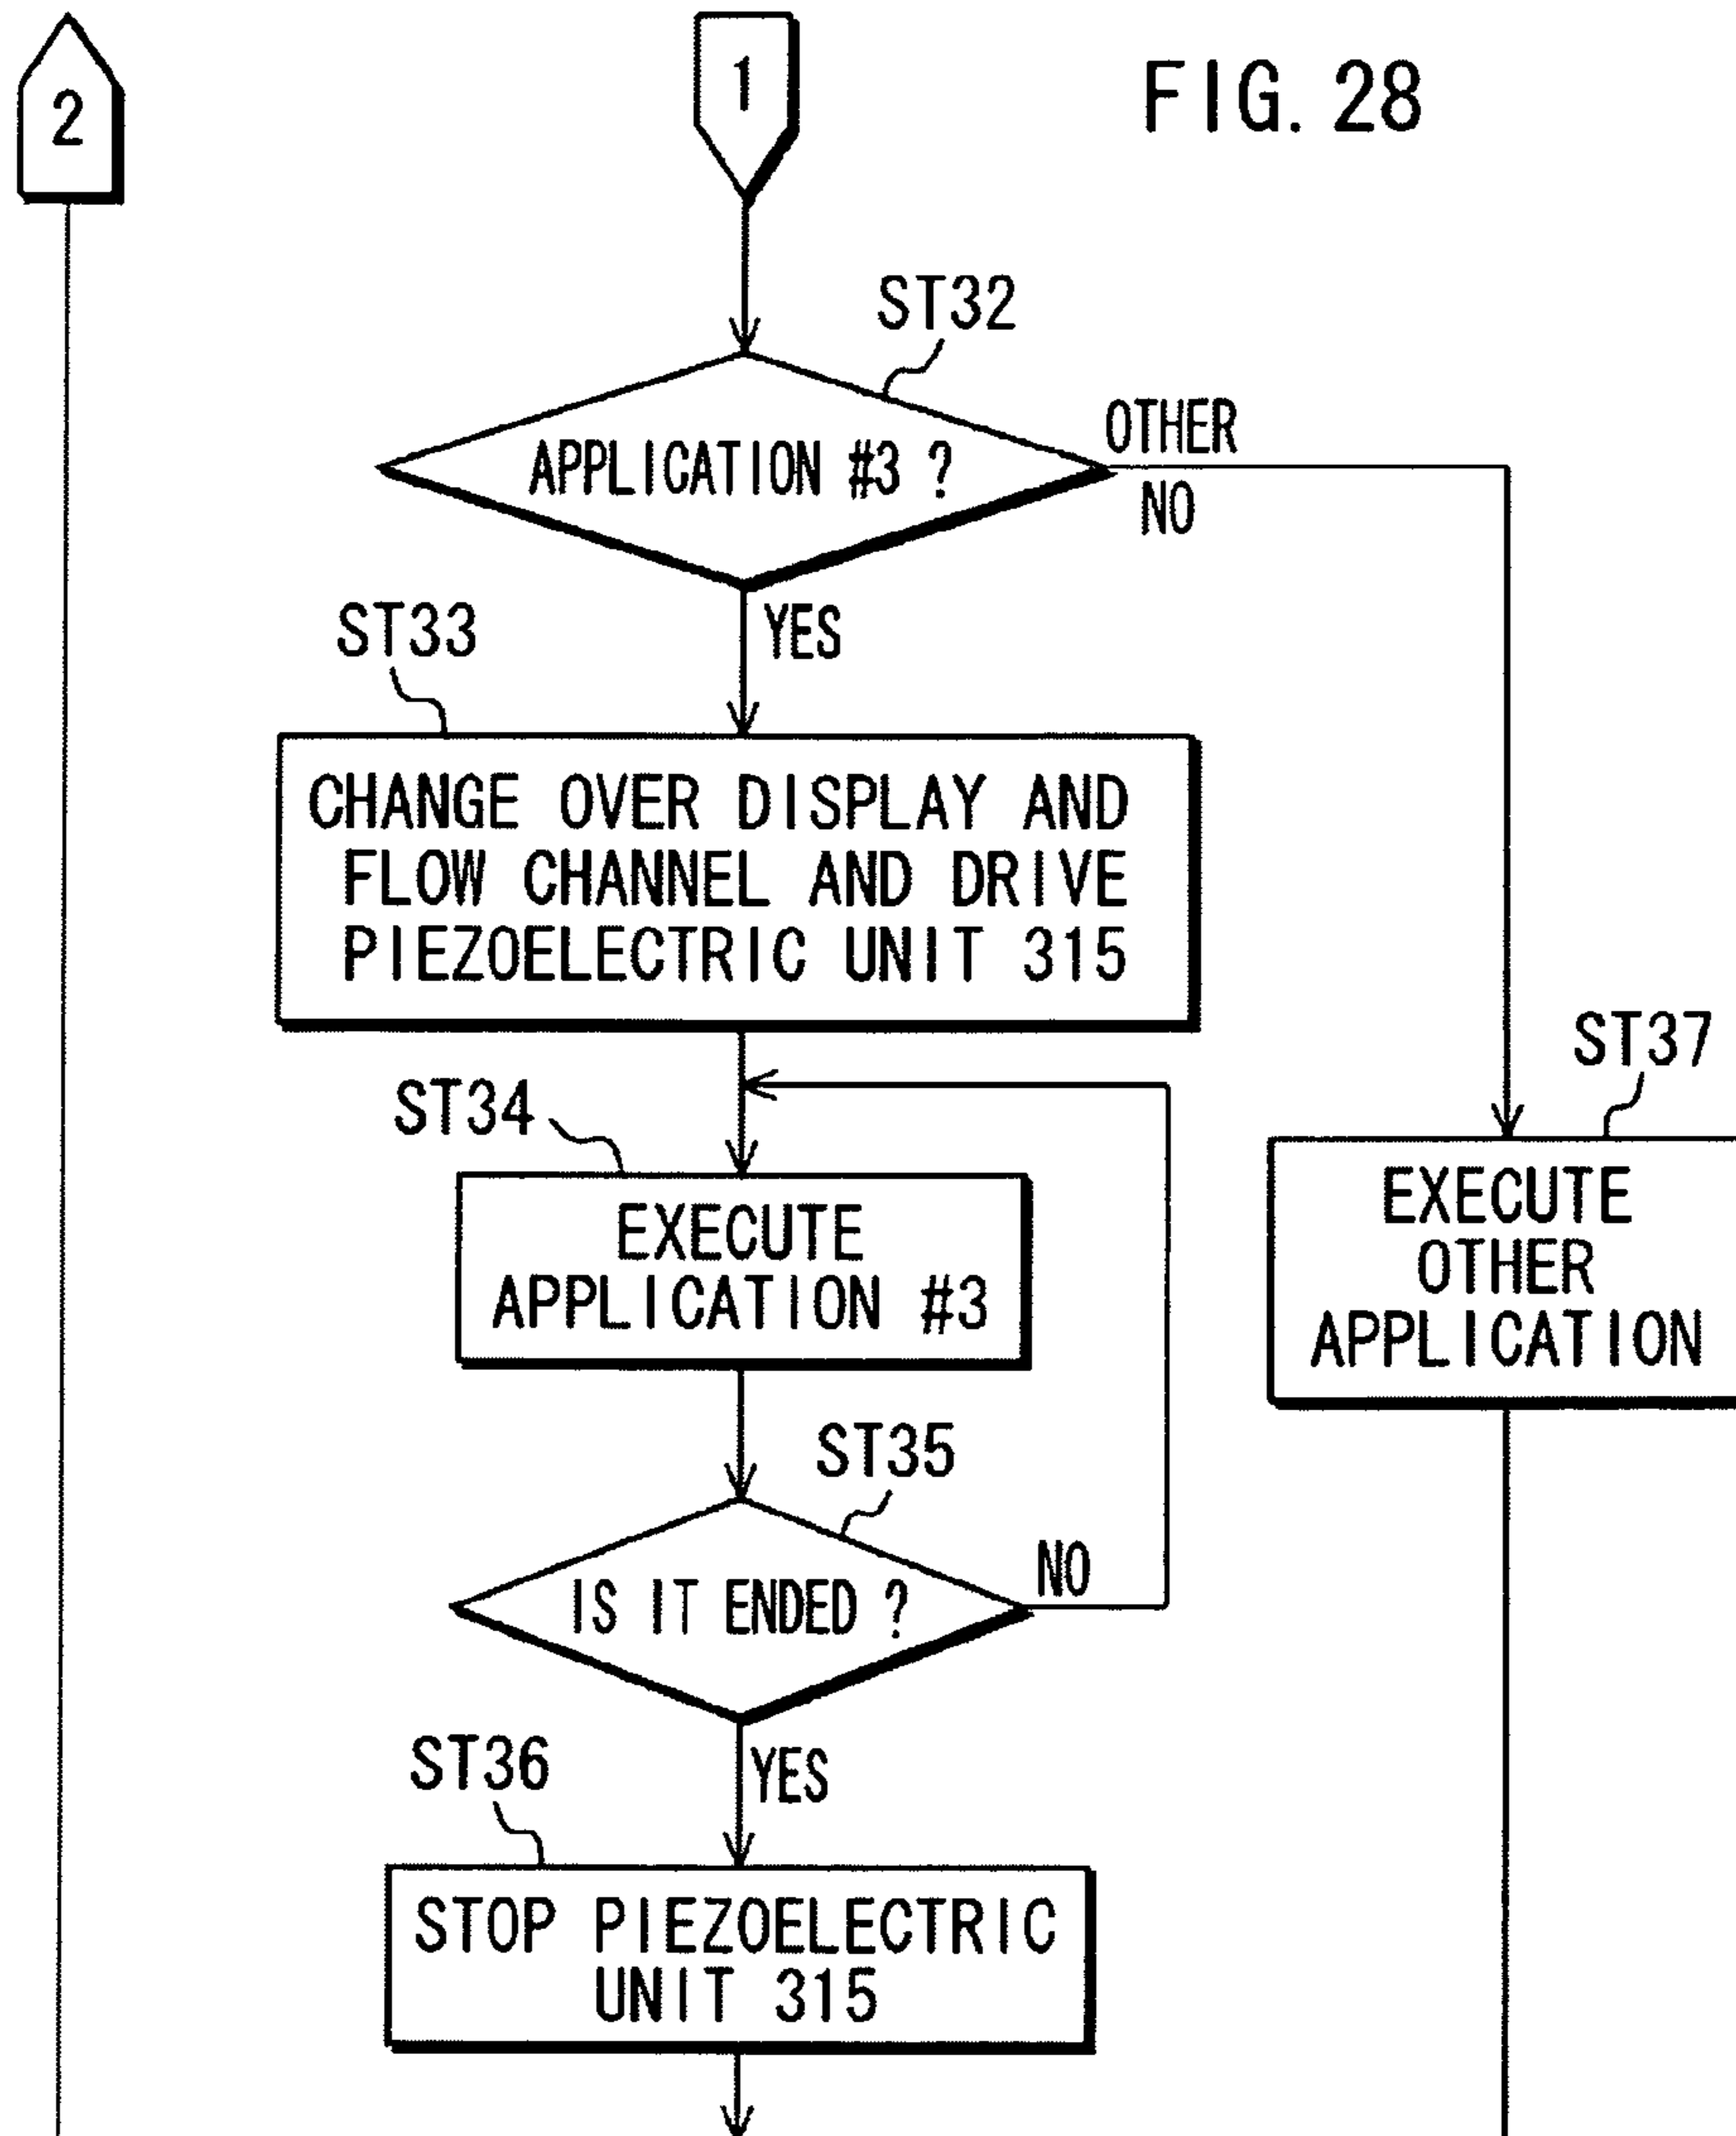 2
1
FIG. 28
ST32
APPLICATION #3 ?
OTHER
NO
YES
ST33
CHANGE OVER DISPLAY AND
FLOW CHANNEL AND DRIVE
PIEZOELECTRIC UNIT 315
ST34
EXECUTE
APPLICATION #3
ST37
EXECUTE
OTHER
APPLICATION
ST35
IS IT ENDED ?
NO
YES
ST36
STOP PIEZOELECTRIC
UNIT 315